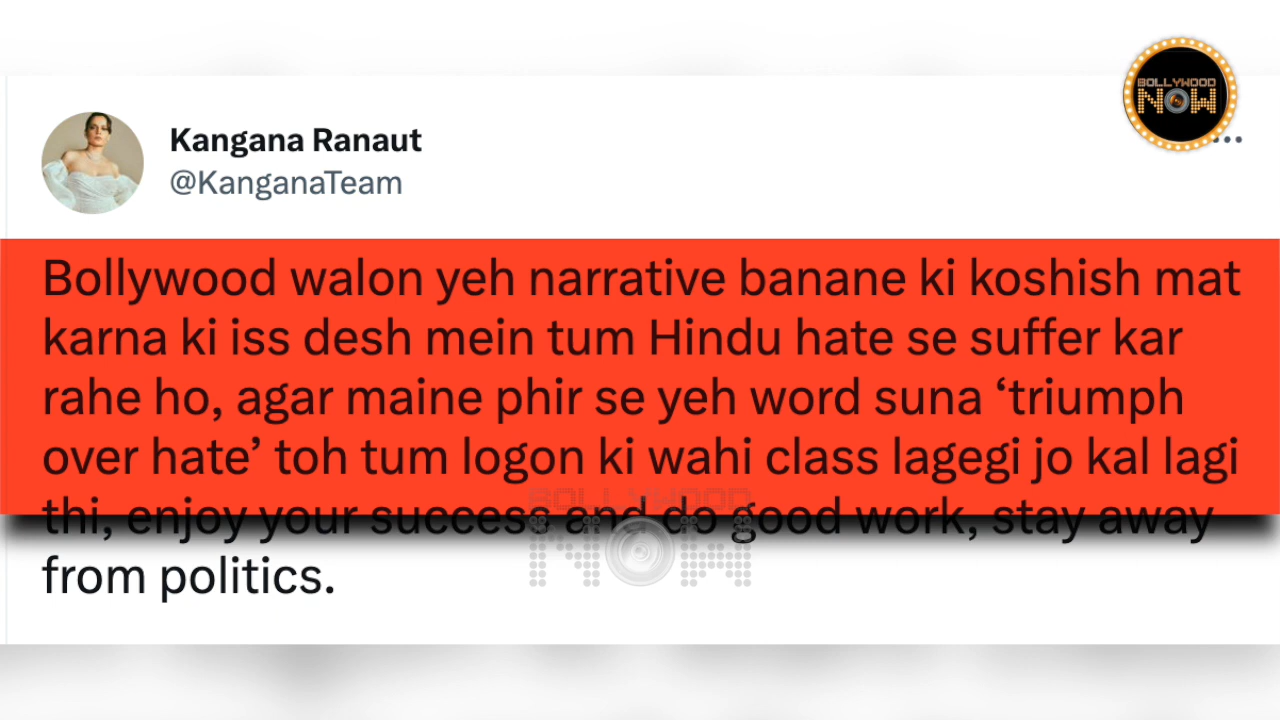 BOLLYWOOD
NOW
Kangana Ranaut
@KanganaTeam
Bollywood walon yeh narrative banane ki koshish mat
karna ki iss desh mein tum Hindu hate se suffer kar
rahe ho, agar maine phir se yeh word suna ‘triumph
over hate’ toh tum logon ki wahi class lagegi jo kal lagi
thi, enjoy your success and do good work, stay away
from politics.
BOLLYWOOD
NOW